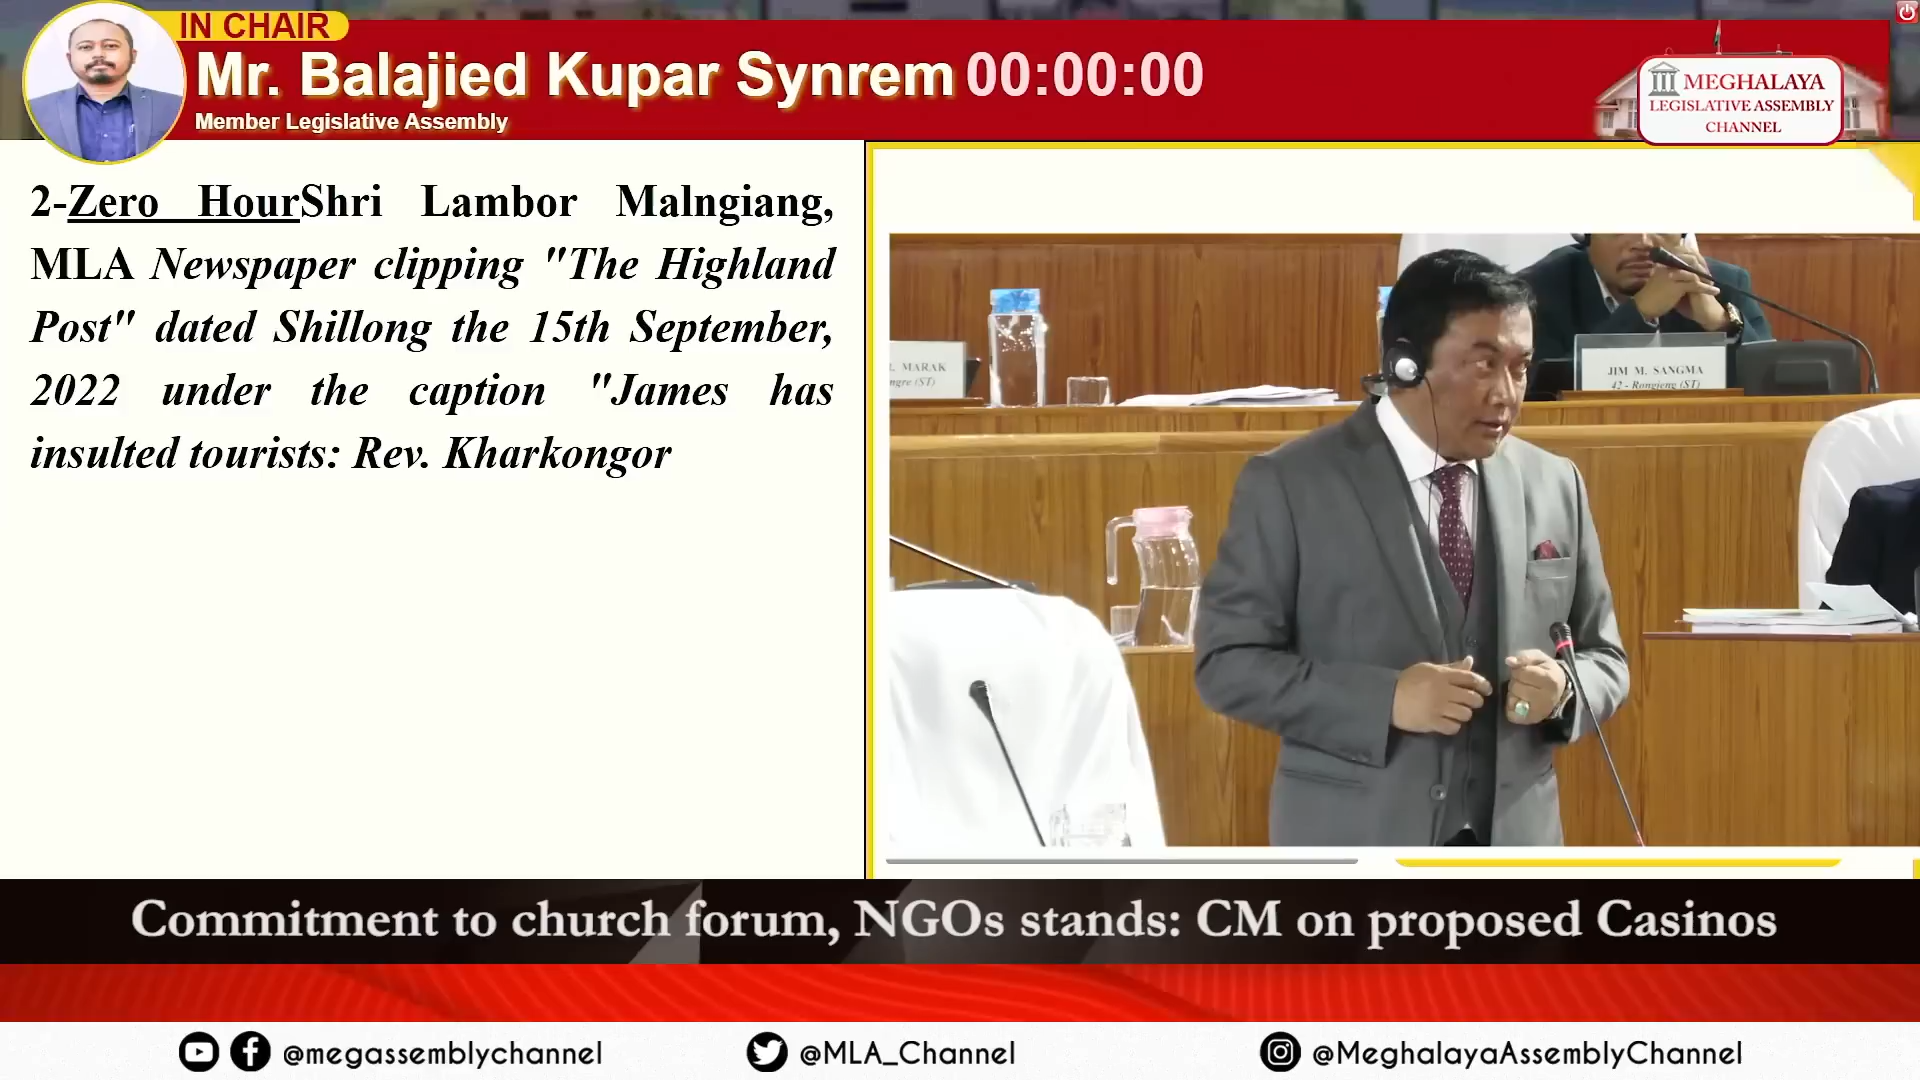 IN CHAIR
Mr. Balajied Kupar Synrem 00:00:00
Member Legislative Assembly
MEGHALAYA
LEGISLATIVE ASSEMBLY
CHANNEL
2-Zero HourShri Lambor Malngiang,
MLA Newspaper clipping "The Highland
Post" dated Shillong the 15th September,
2022 under the caption "James has
insulted tourists: Rev. Kharkongor
MARAK
(ST)
JIM M. SANGMA
42 - Rongjeng (ST)
Commitment to church forum, NGOs stands: CM on proposed Casinos
@megassemblychannel @MLA_Channel @MeghalayaAssemblyChannel